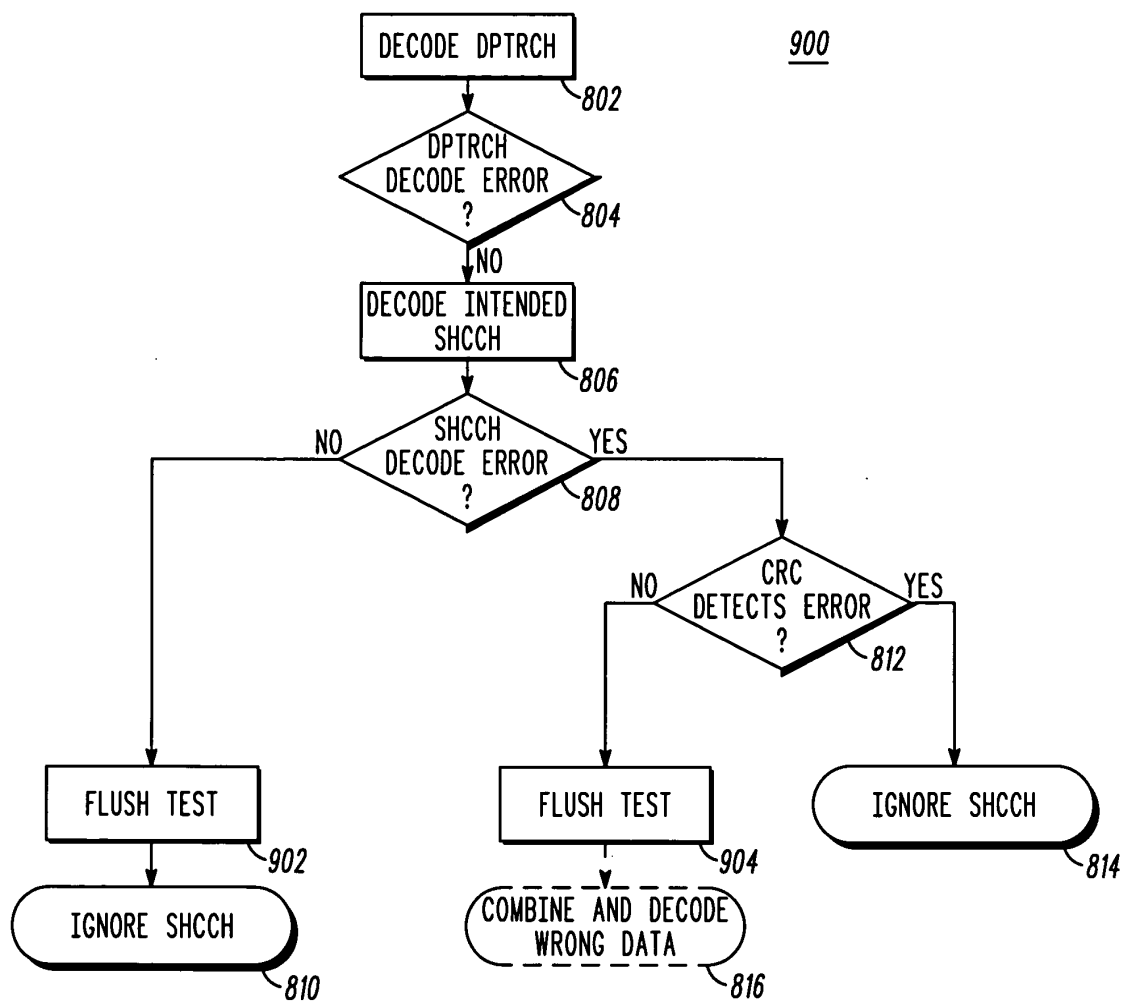 DECODE DPTRCH
802
900
DPTRCH
DECODE ERROR
?
804
NO
DECODE INTENDED
SHCCH
806
SHCCH
DECODE ERROR
?
808
NO
YES
CRC
DETECTS ERROR
?
812
NO
YES
FLUSH TEST
902
FLUSH TEST
904
IGNORE SHCCH
814
IGNORE SHCCH
810
COMBINE AND DECODE
WRONG DATA
816